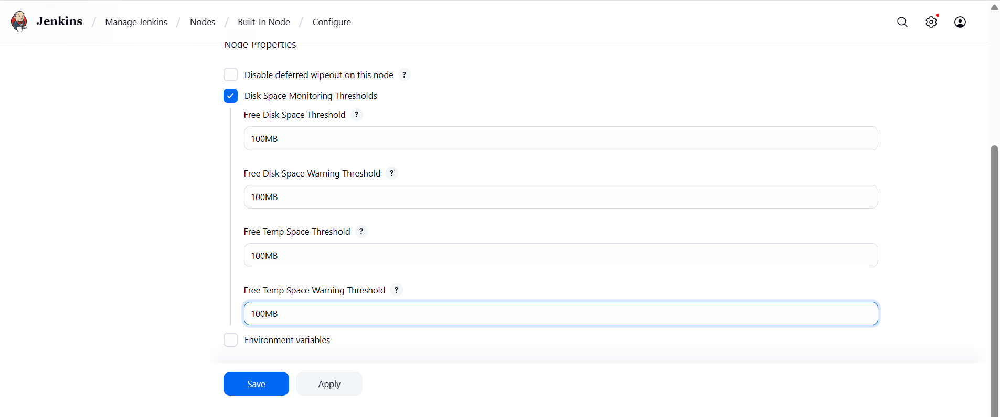 Jenkins / Manage Jenkins / Nodes / Built-In Node / Configure
Node Properties
Disable deferred wipeout on this node ?
Disk Space Monitoring Thresholds
Free Disk Space Threshold ?
100MB
Free Disk Space Warning Threshold ?
100MB
Free Temp Space Threshold ?
100MB
Free Temp Space Warning Threshold ?
100MB
Environment variables
Save Apply